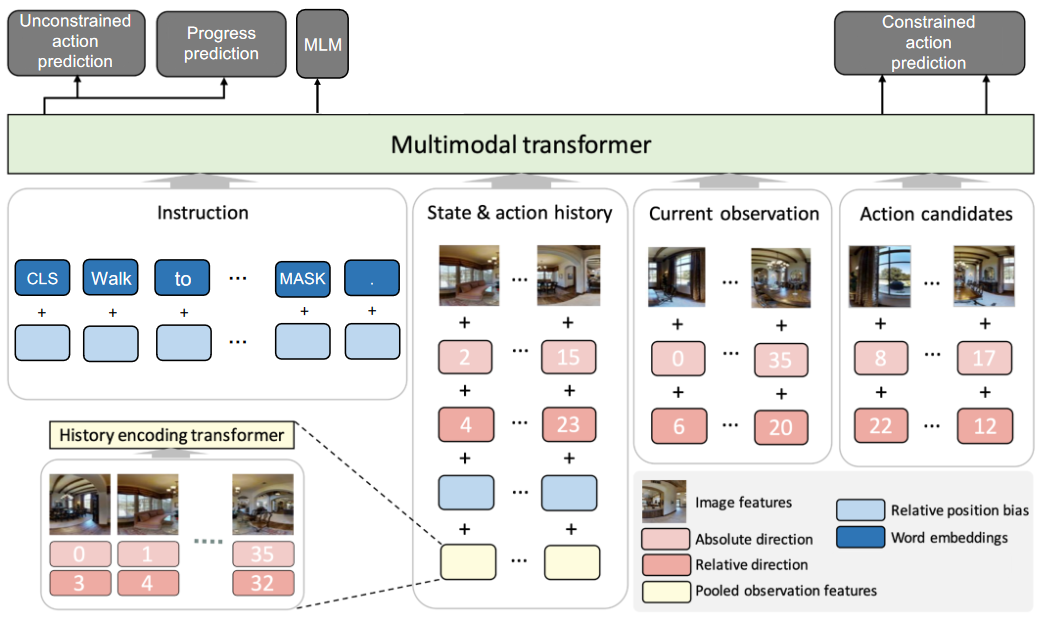 Unconstrained
action
prediction
Progress
prediction
MLM
Constrained
action
prediction
Multimodal transformer
Instruction
CLS Walk to ... MASK .
+ + + + +
...
State & action history
...
+ +
2 ... 15
+ +
4 ... 23
+ +
...
+ +
...
Current observation
...
+ +
0 ... 35
+ +
6 ... 20
Action candidates
...
+ +
8 ... 17
+ +
22 ... 12
History encoding transformer
0 1 .... 35
3 4 32
Image features
Absolute direction
Relative direction
Pooled observation features
Relative position bias
Word embeddings